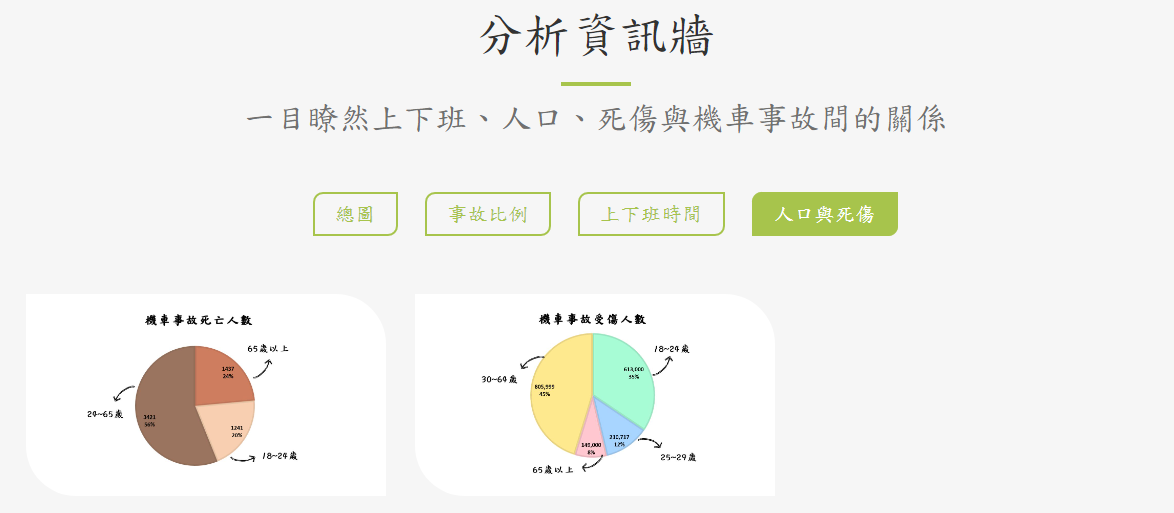 分析資訊牆
一目瞭然上下班、人口、死傷與機車事故間的關係
總圖
事故比例
上下班時間
人口與死傷
機車事故死亡人數
65歲以上
1437
24%
24~65歲
3421
56%
1241
20%
18~24歲
機車事故受傷人數
18~24歲
613,000
35%
30~64歲
805,999
45%
210,717
12%
149,000
8%
25~29歲
65歲以上